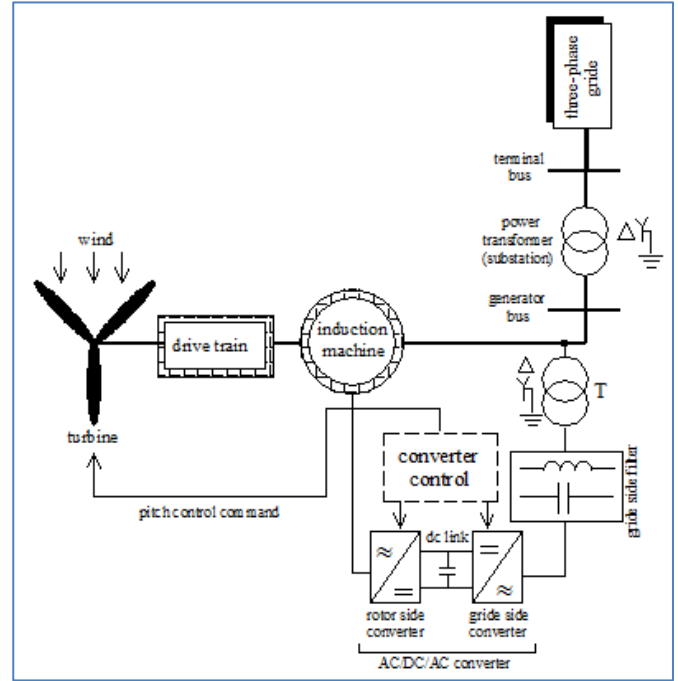 three-phase
gride
terminal
bus
power
transformer
(substation)
generator
bus
wind
drive train
induction
machine
T
turbine
converter
control
pitch control command
gride side filter
dc link
rotor side
converter
gride side
converter
AC/DC/AC converter